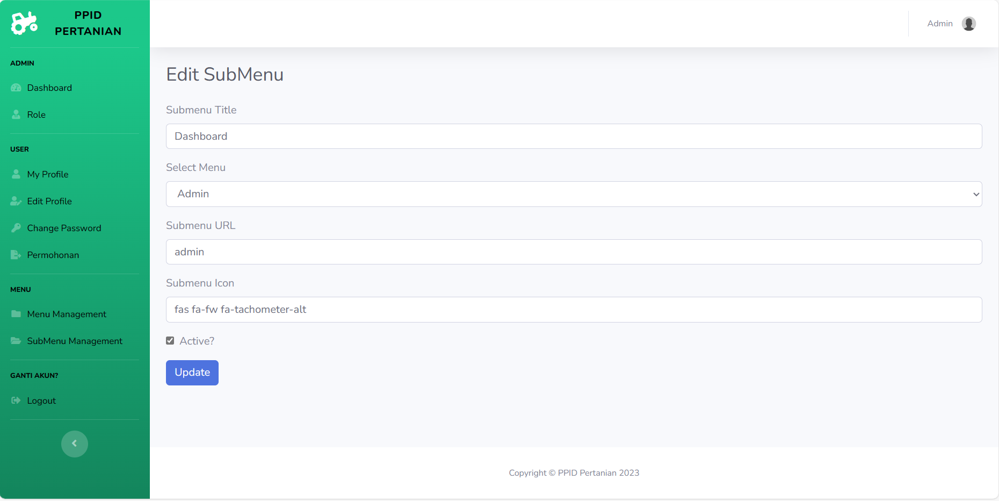 PPID
PERTANIAN
ADMIN
Dashboard
Role
USER
My Profile
Edit Profile
Change Password
Permohonan
MENU
Menu Management
SubMenu Management
GANTI AKUN?
Logout
Admin
Edit SubMenu
Submenu Title
Dashboard
Select Menu
Admin
Submenu URL
admin
Submenu Icon
fas fa-fw fa-tachometer-alt
Active?
Update
Copyright © PPID Pertanian 2023